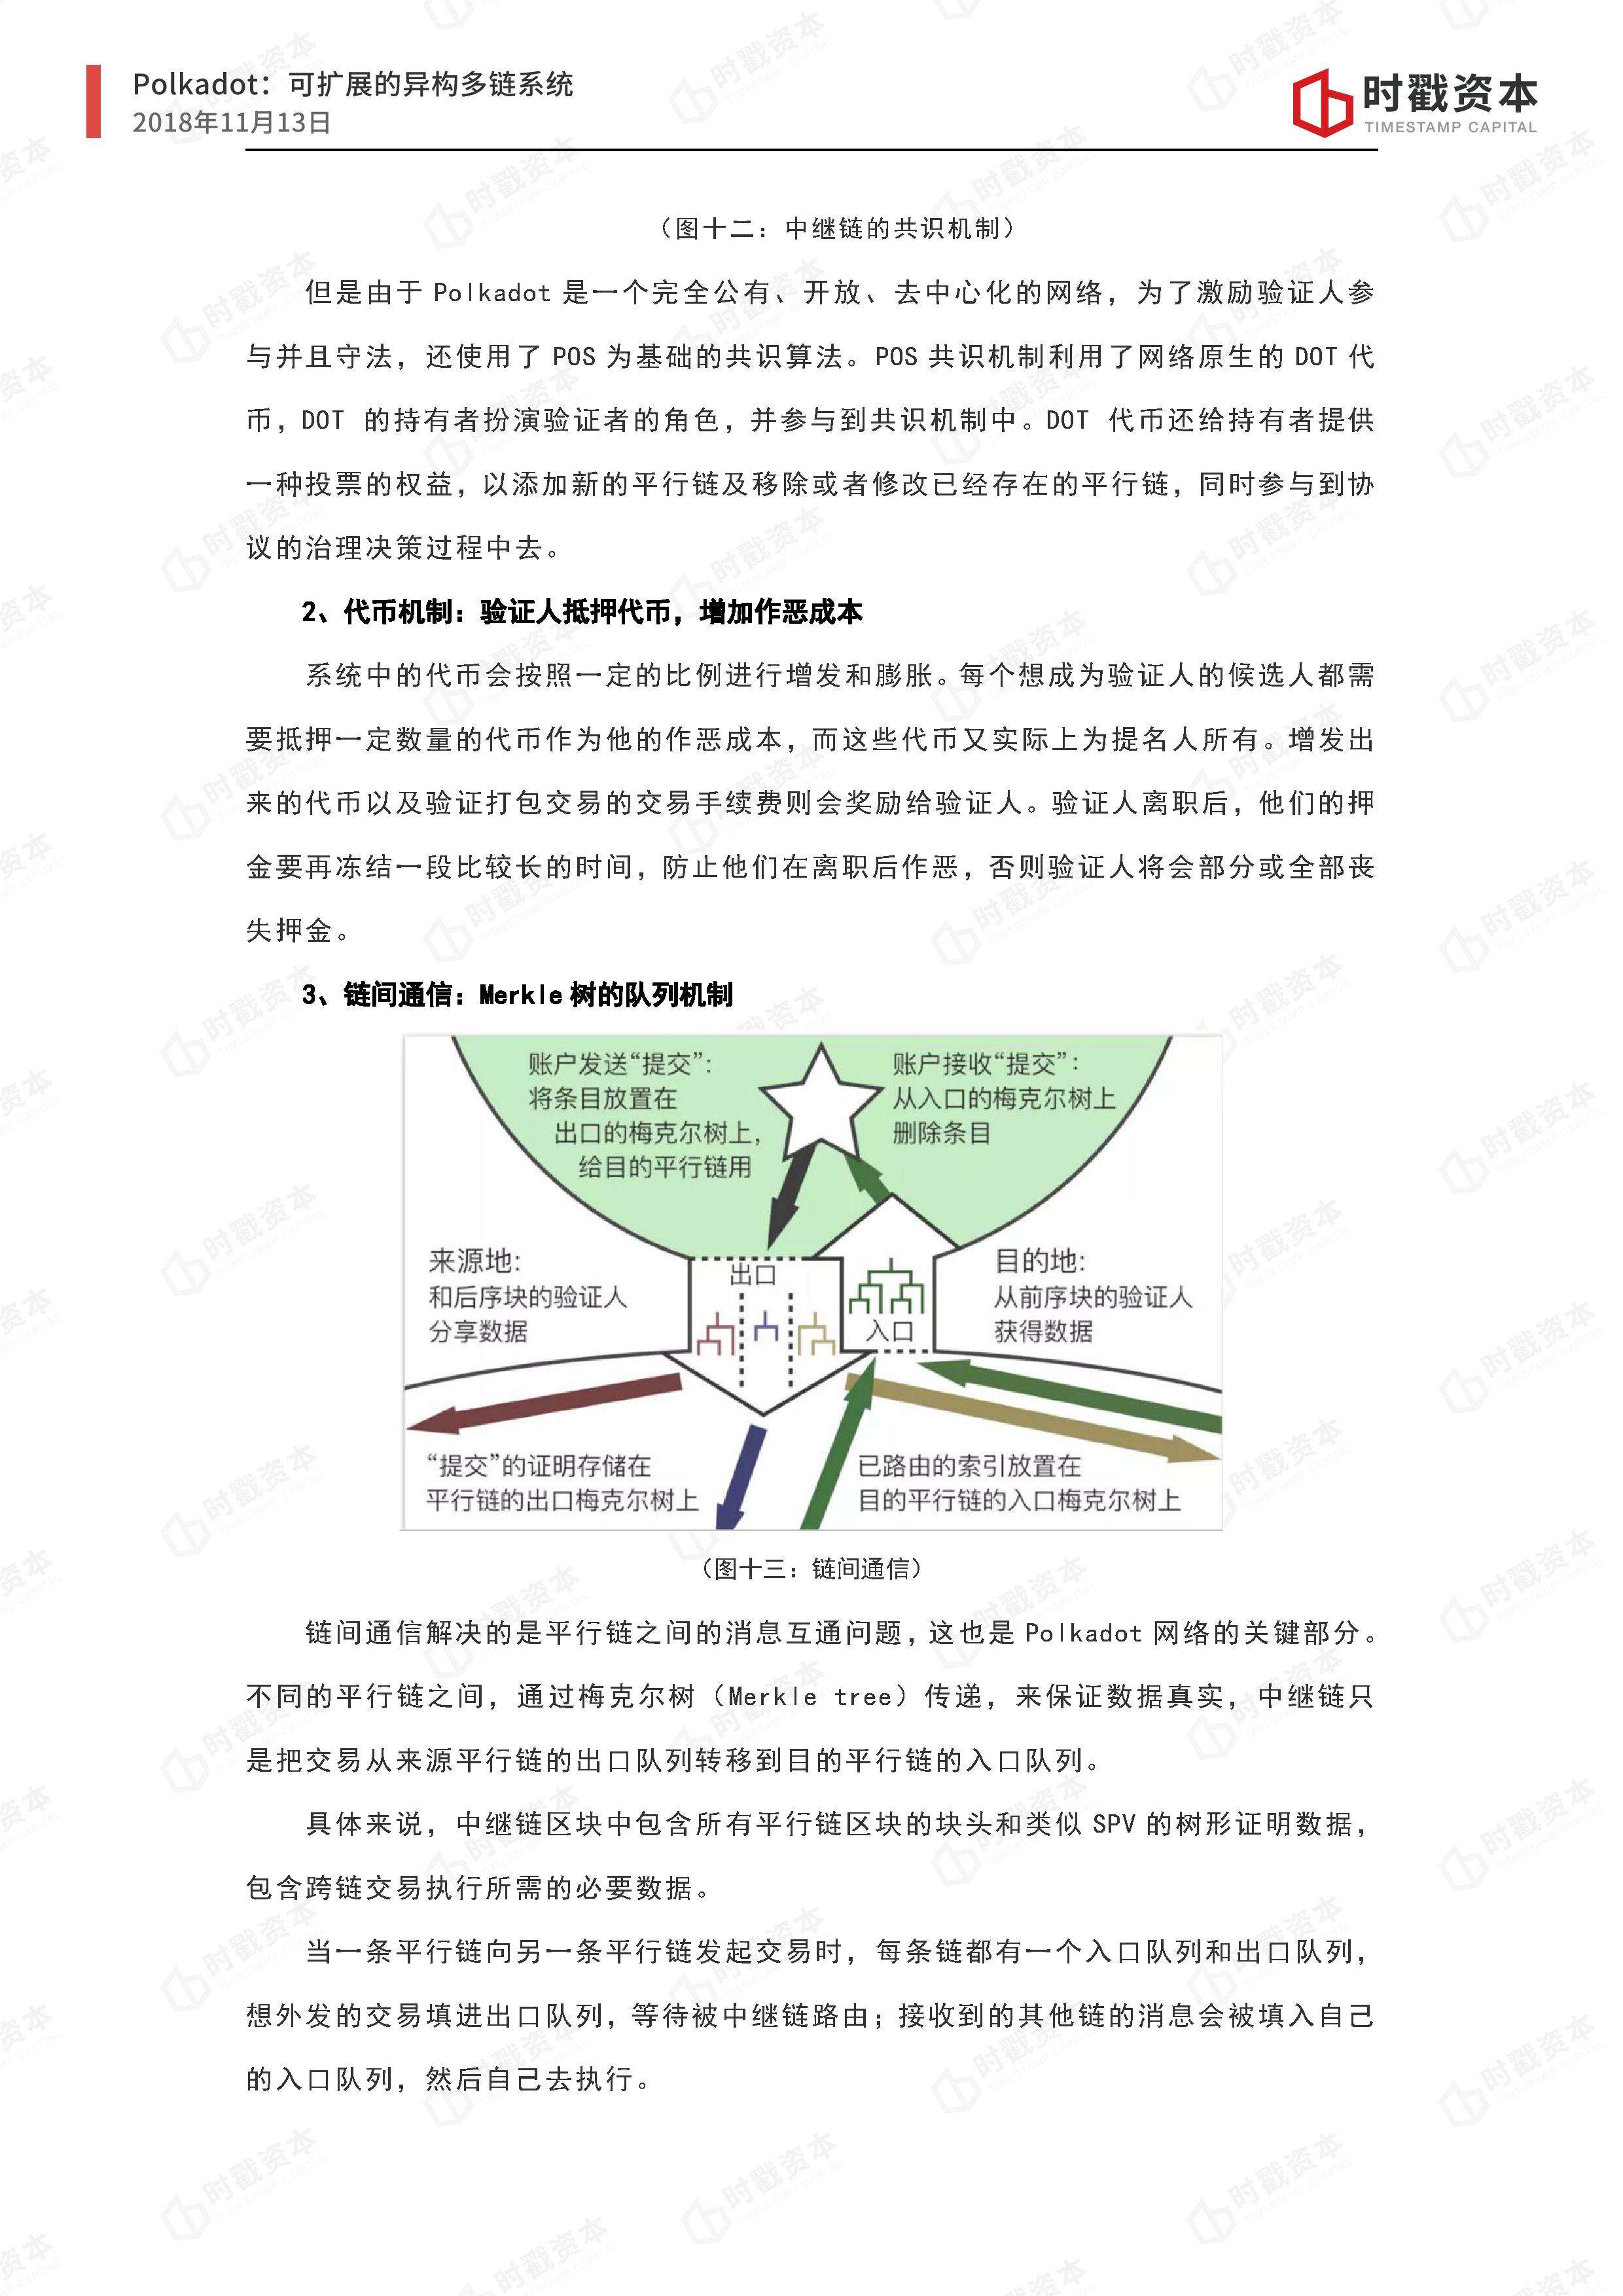 Polkadot：可扩展的异构多链系统
2018年11月13日
时戳资本
TIMESTAMP CAPITAL
（图十二：中继链的共识机制）
但是由于 Polkadot 是一个完全公有、开放、去中心化的网络，为了激励验证人参
与并且守法，还使用了 POS 为基础的共识算法。POS 共识机制利用了网络原生的 DOT 代
币，DOT 的持有者扮演验证者的角色，并参与到共识机制中。DOT 代币还给持有者提供
一种投票的权益，以添加新的平行链及移除或者修改已经存在的平行链，同时参与到协
议的治理决策过程中去。
2、代币机制：验证人抵押代币，增加作恶成本
系统中的代币会按照一定的比例进行增发和膨胀。每个想成为验证人的候选人都需
要抵押一定数量的代币作为他的作恶成本，而这些代币又实际上为提名人所有。增发出
来的代币以及验证打包交易的交易手续费则会奖励给验证人。验证人离职后，他们的押
金要再冻结一段比较长的时间，防止他们在离职后作恶，否则验证人将会部分或全部丧
失押金。
3、链间通信：Merkle 树的队列机制
账户发送“提交”：
将条目放置在
出口的梅克尔树上，
给目的平行链用
账户接收“提交”：
从入口的梅克尔树上
删除条目
来源地：
和后序块的验证人
分享数据
出口
入口
目的地：
从前序块的验证人
获得数据
“提交”的证明存储在
平行链的出口梅克尔树上
已路由的索引放置在
目的平行链的入口梅克尔树上
（图十三：链间通信）
链间通信解决的是平行链之间的消息互通问题，这也是 Polkadot 网络的关键部分。
不同的平行链之间，通过梅克尔树（Merkle tree）传递，来保证数据真实，中继链只
是把交易从来源平行链的出口队列转移到目的平行链的入口队列。
具体来说，中继链区块中包含所有平行链区块的块头和类似 SPV 的树形证明数据，
包含跨链交易执行所需的必要数据。
当一条平行链向另一条平行链发起交易时，每条链都有一个入口队列和出口队列，
想外发的交易填进出口队列，等待被中继链路由；接收到的其他链的消息会被填入自己
的入口队列，然后自己去执行。